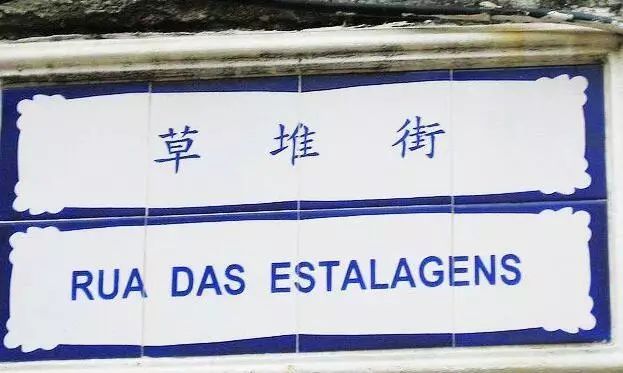 草堆街
RUA DAS ESTALAGENS